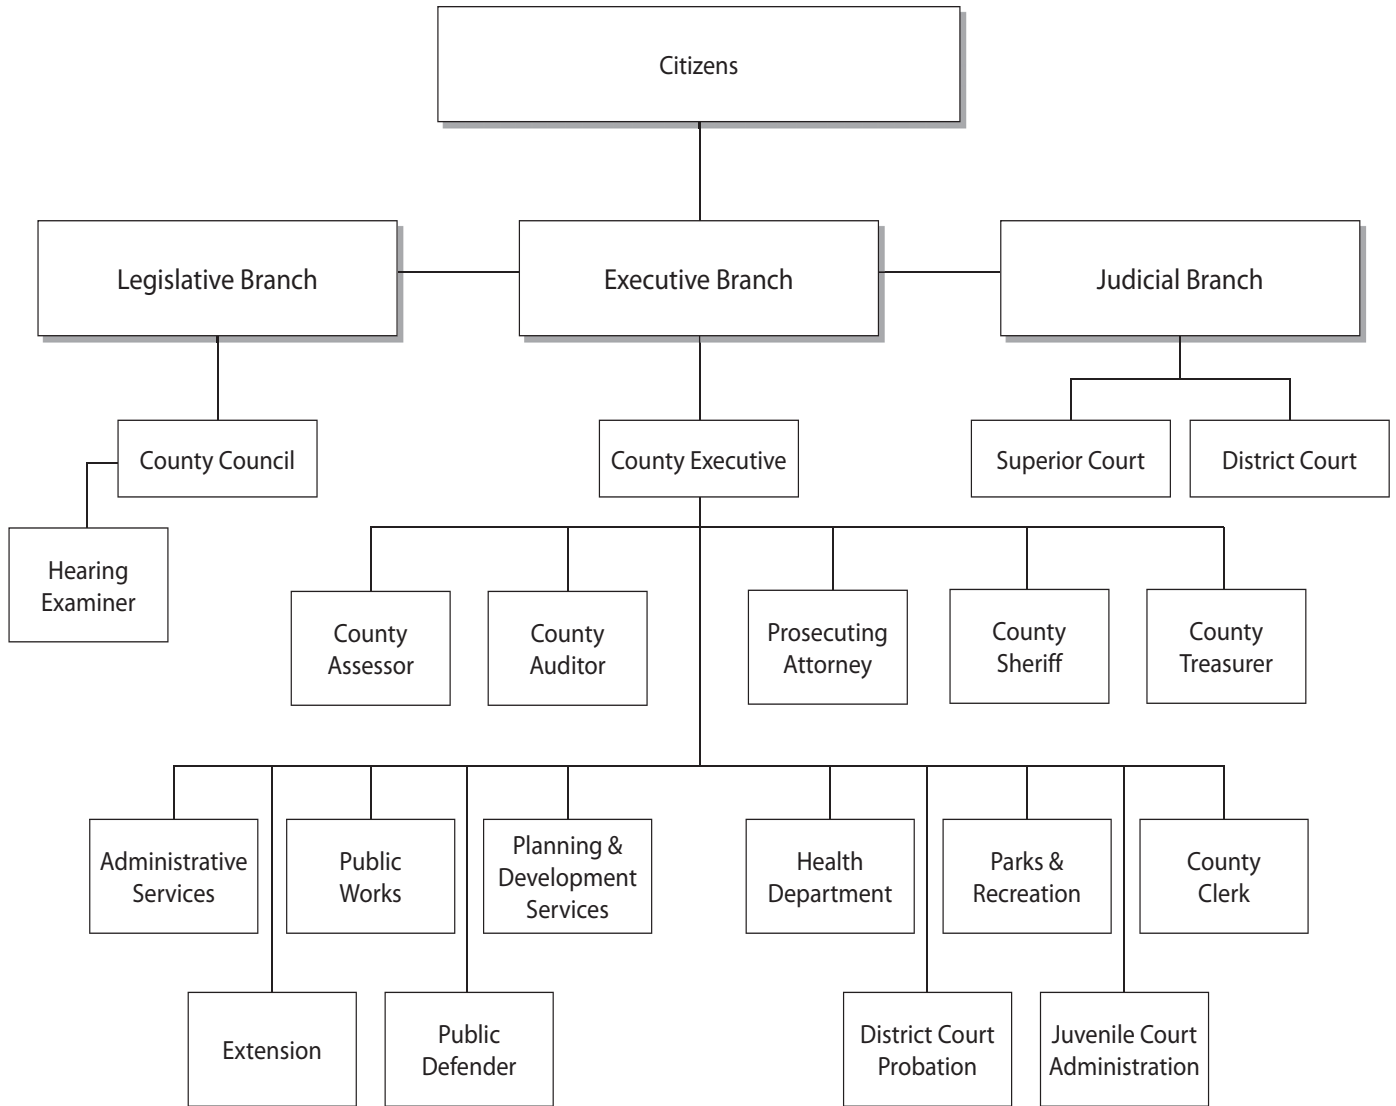 Citizens
Legislative Branch
Executive Branch
Judicial Branch
County Council
County Executive
Superior Court
District Court
Hearing
Examiner
County
Assessor
County
Auditor
Prosecuting
Attorney
County
Sheriff
County
Treasurer
Administrative
Services
Public
Works
Planning &
Development
Services
Health
Department
Parks &
Recreation
County
Clerk
Extension
Public
Defender
District Court
Probation
Juvenile Court
Administration